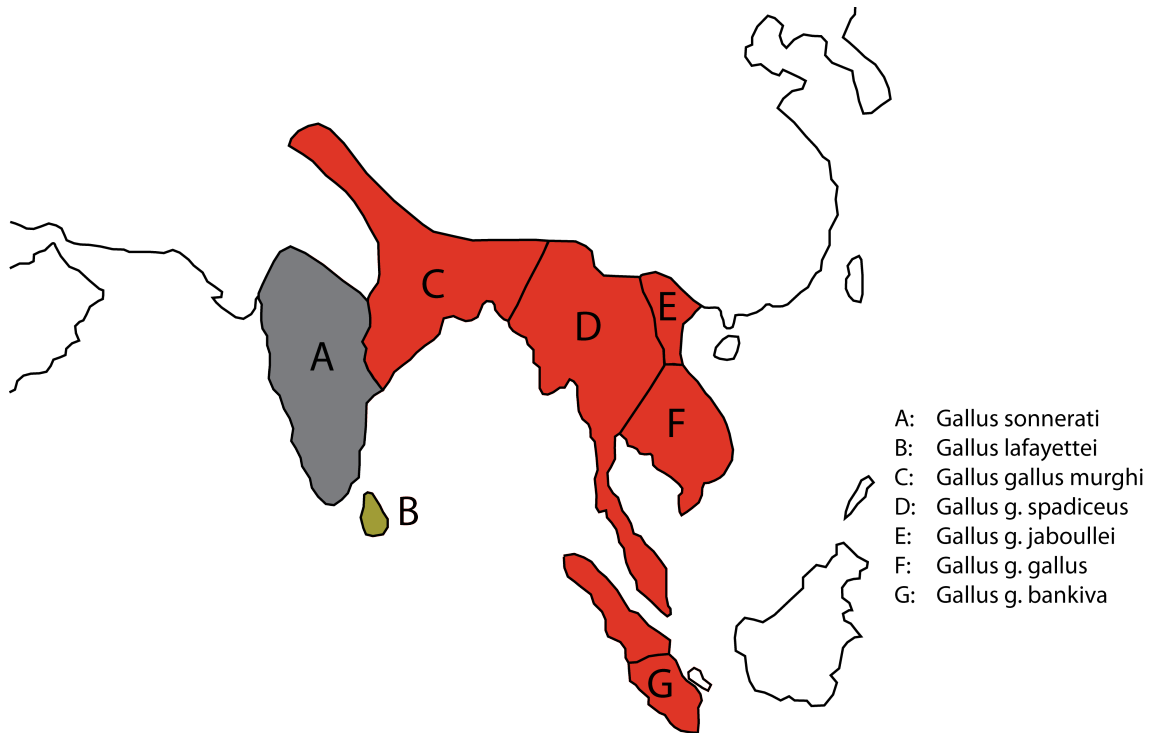 C
E
D
A
F
B
G
A: Gallus sonnerati
B: Gallus lafayettei
C: Gallus gallus murghi
D: Gallus g. spadiceus
E: Gallus g. jaboullei
F: Gallus g. gallus
G: Gallus g. bankiva